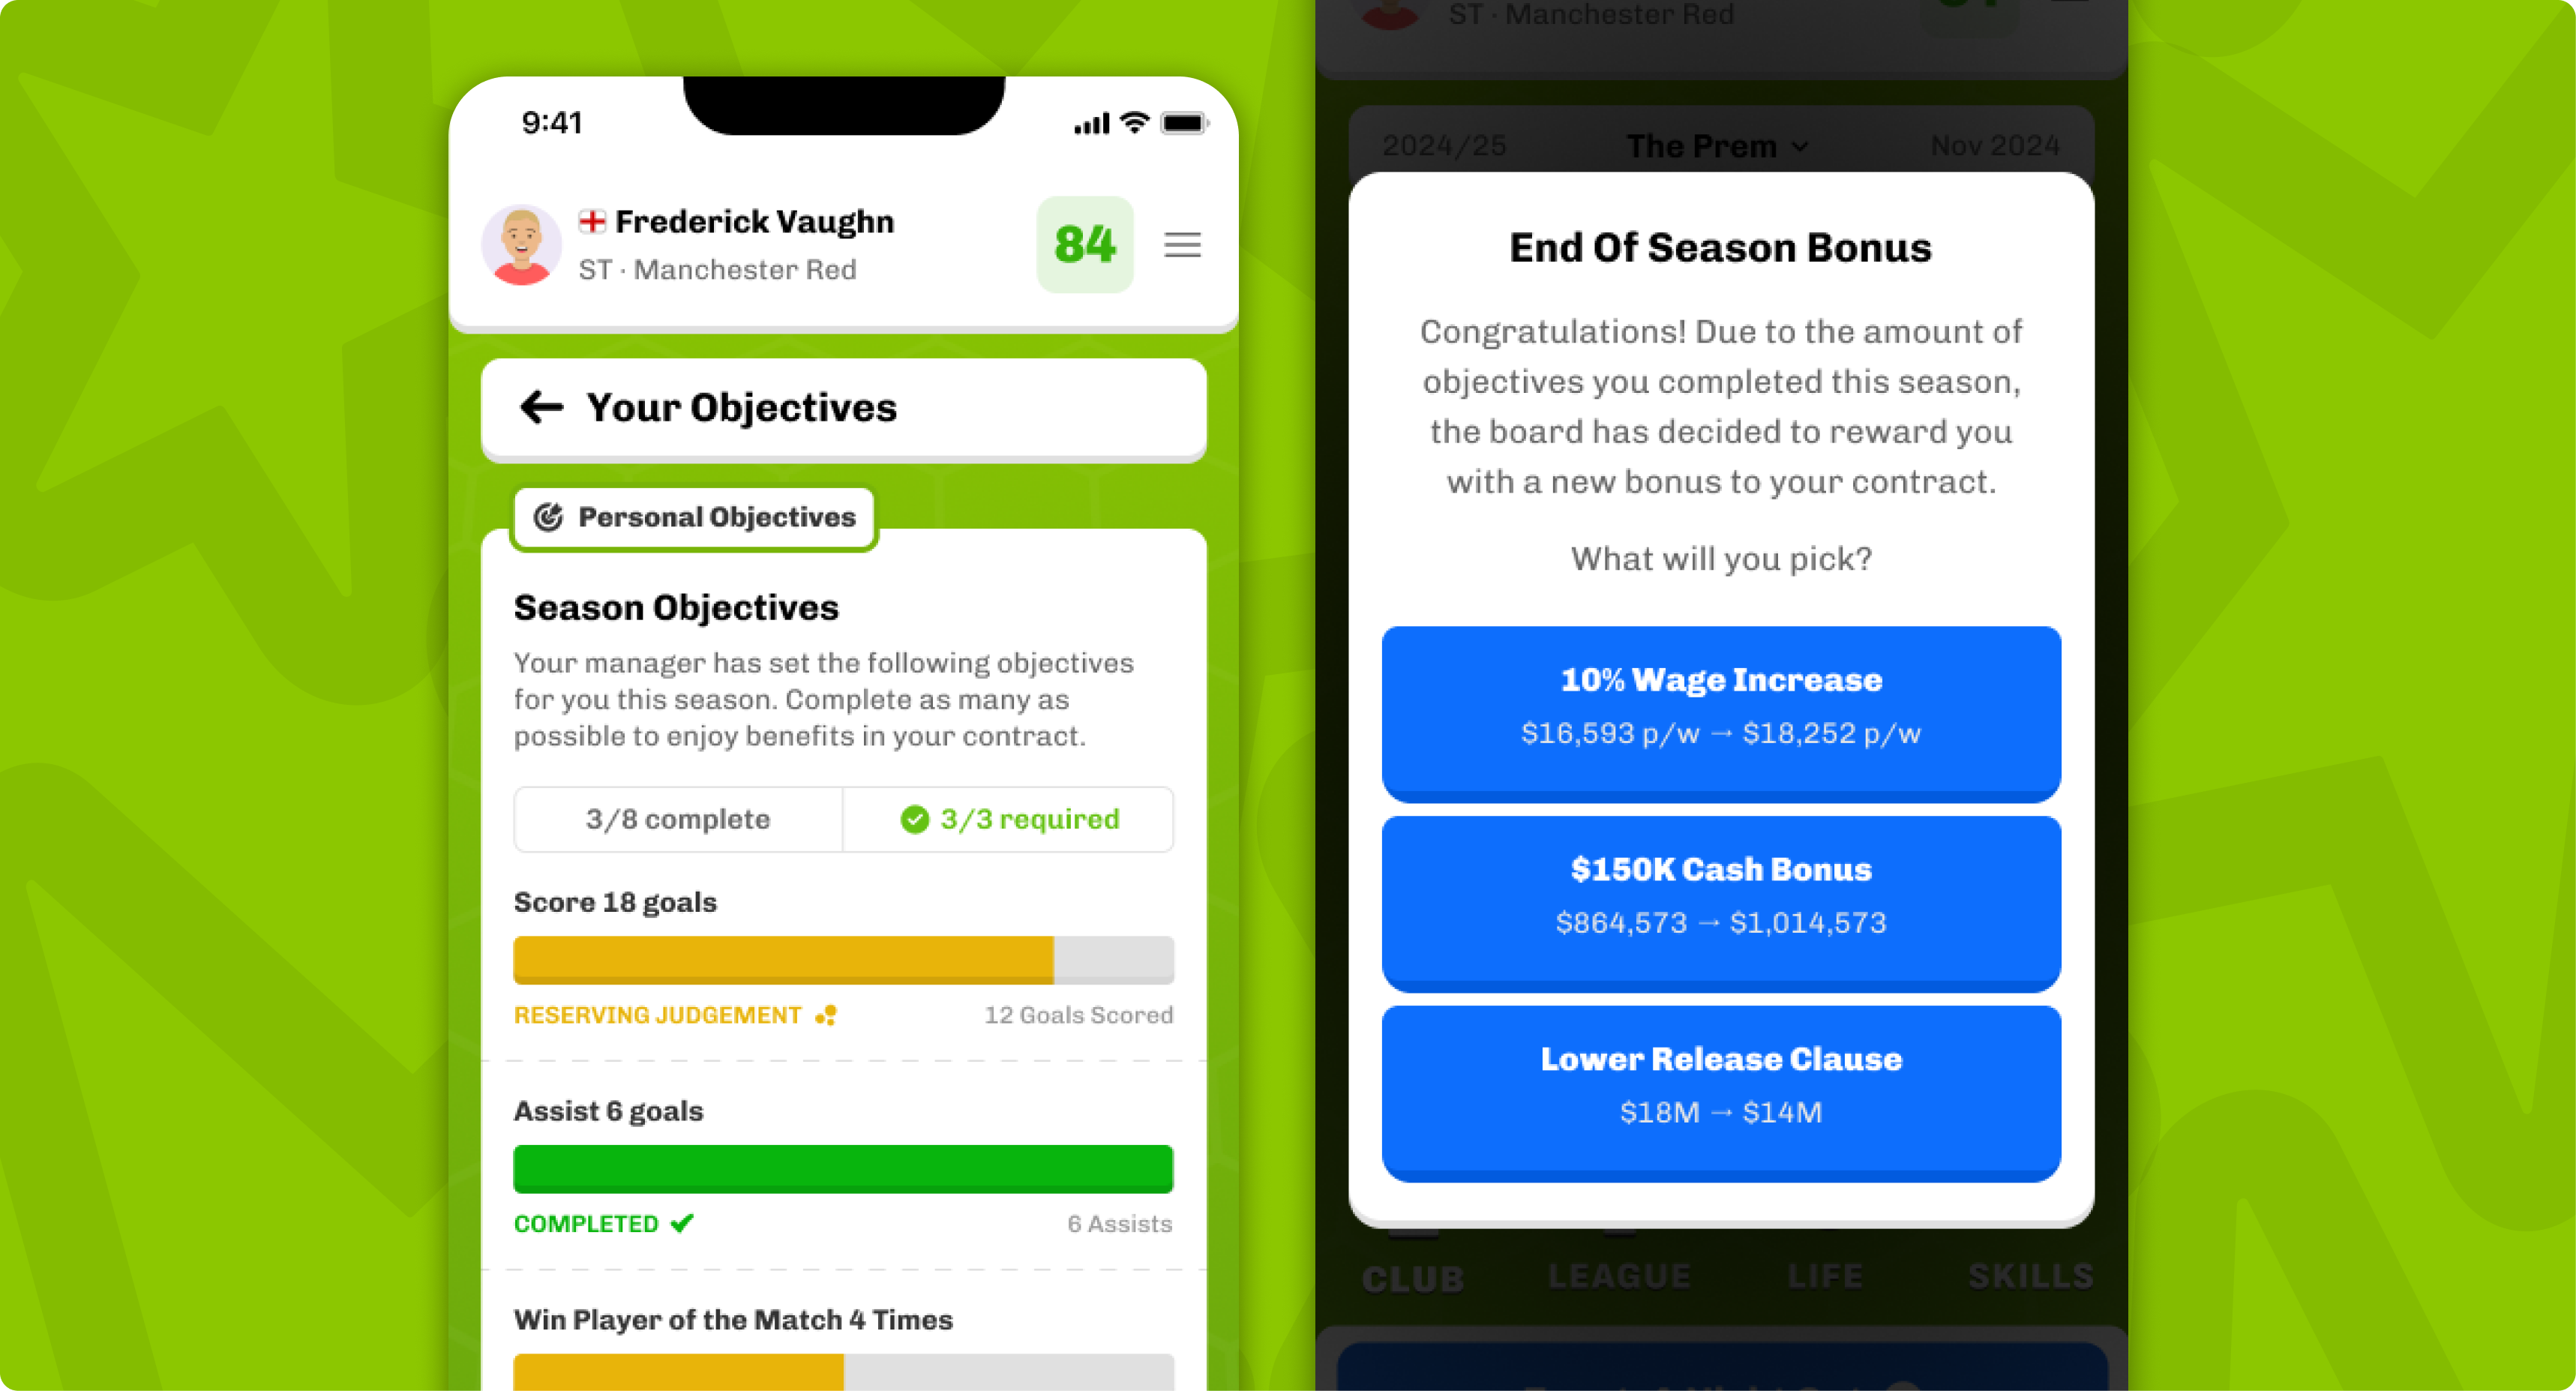 9:41
Frederick Vaughn
84
ST · Manchester Red
Your Objectives
Personal Objectives
Season Objectives
Your manager has set the following objectives
for you this season. Complete as many as
possible to enjoy benefits in your contract.
3/8 complete
3/3 required
Score 18 goals
RESERVING JUDGEMENT
12 Goals Scored
Assist 6 goals
COMPLETED
6 Assists
Win Player of the Match 4 Times
ST · Manchester Red
2024/25
The Prem
Nov 2024
End Of Season Bonus
Congratulations! Due to the amount of
objectives you completed this season,
the board has decided to reward you
with a new bonus to your contract.
What will you pick?
10% Wage Increase
$16,593 p/w → $18,252 p/w
$150K Cash Bonus
$864,573 → $1,014,573
Lower Release Clause
$18M → $14M
CLUB
LEAGUE
LIFE
SKILLS